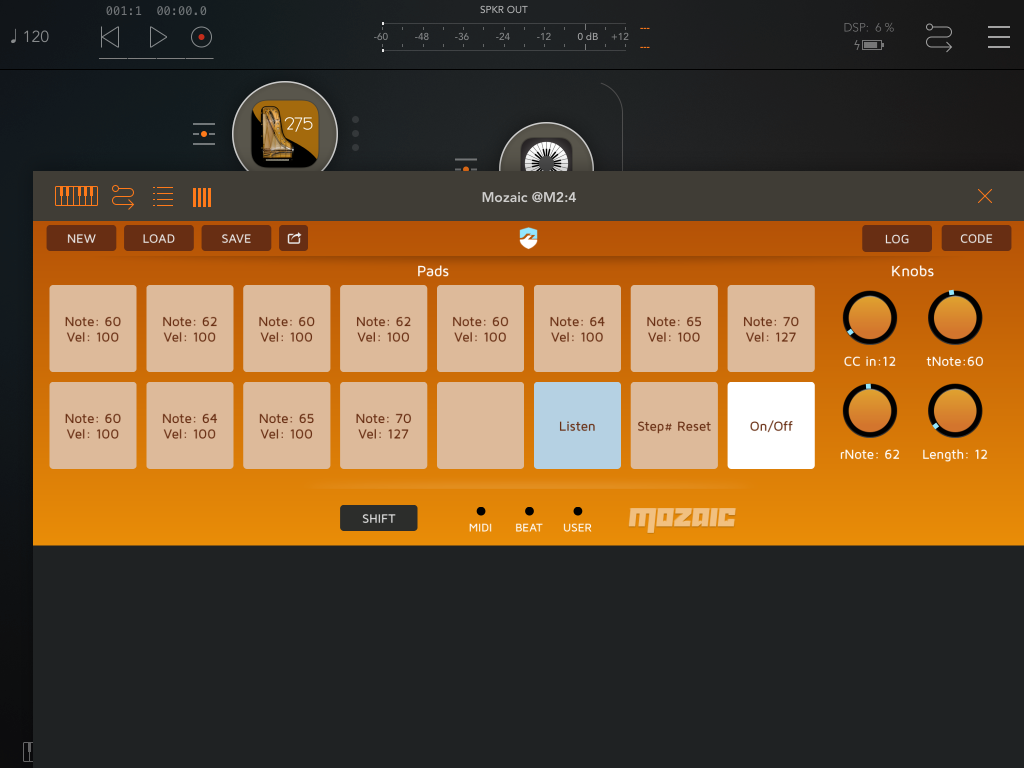 001:1 00:00.0
SPKR OUT
♩ 120
-60 -48 -36 -24 -12 0 dB +12
DSP: 6 %
275
Mozaic @M2:4
NEW LOAD SAVE LOG CODE
Pads Knobs
Note: 60
Vel: 100
Note: 62
Vel: 100
Note: 60
Vel: 100
Note: 62
Vel: 100
Note: 60
Vel: 100
Note: 64
Vel: 100
Note: 65
Vel: 100
Note: 70
Vel: 127
CC in:12 tNote:60
Note: 60
Vel: 100
Note: 64
Vel: 100
Note: 65
Vel: 100
Note: 70
Vel: 127
Listen
Step# Reset
On/Off
rNote: 62 Length: 12
SHIFT
MIDI BEAT USER
MOZAIC